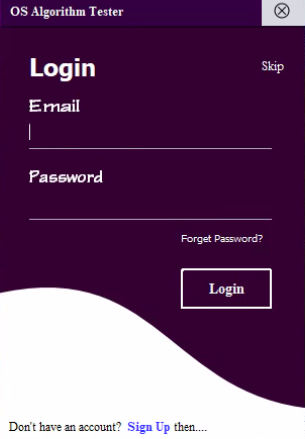 OS Algorithm Tester
Login
Skip
Email
Password
Forget Password?
Login
Don't have an account? Sign Up then....